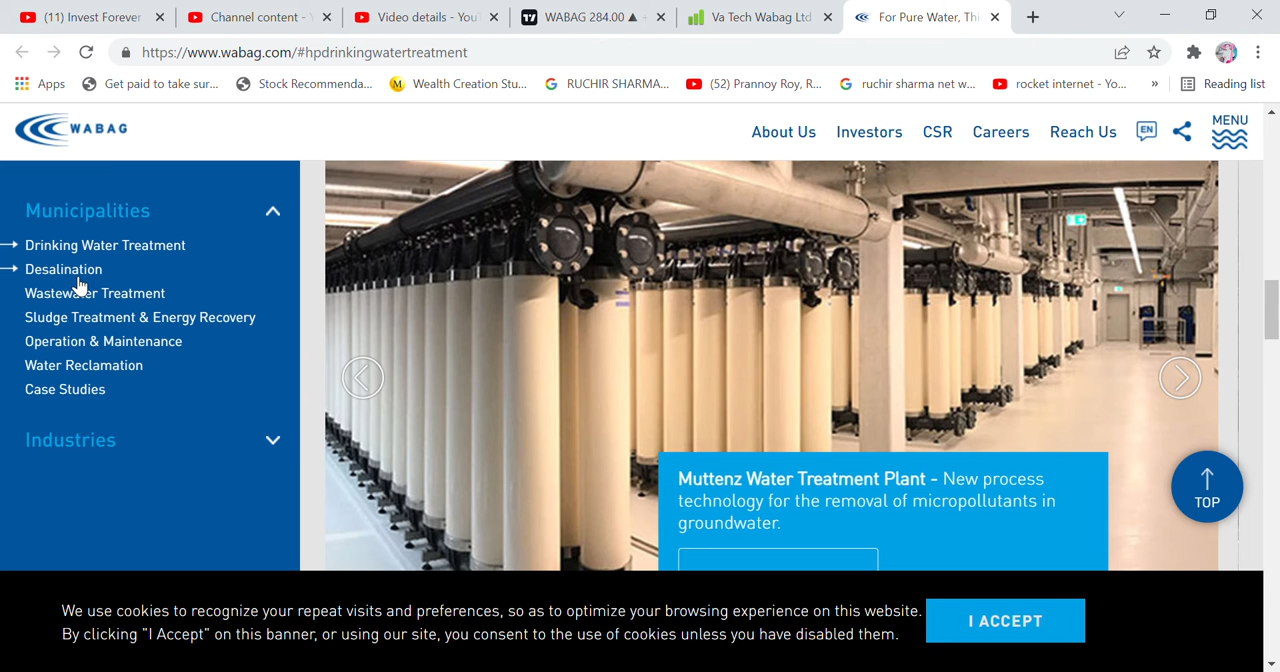 (11) Invest Forever
Channel content - Y
Video details - YouT
WABAG 284.00 ▲ +
Va Tech Wabag Ltd
For Pure Water, Thi
https://www.wabag.com/#hpdrinkingwatertreatment
Apps
Get paid to take sur...
Stock Recommenda...
Wealth Creation Stu...
RUCHIR SHARMA...
(52) Prannoy Roy, R...
ruchir sharma net w...
rocket internet - Yo...
»
Reading list
WABAG
About Us
Investors
CSR
Careers
Reach Us
EN
MENU
Municipalities
Drinking Water Treatment
Desalination
Wastewater Treatment
Sludge Treatment & Energy Recovery
Operation & Maintenance
Water Reclamation
Case Studies
Industries
Muttenz Water Treatment Plant - New process
technology for the removal of micropollutants in
groundwater.
TOP
We use cookies to recognize your repeat visits and preferences, so as to optimize your browsing experience on this website.
By clicking "I Accept" on this banner, or using our site, you consent to the use of cookies unless you have disabled them.
I ACCEPT